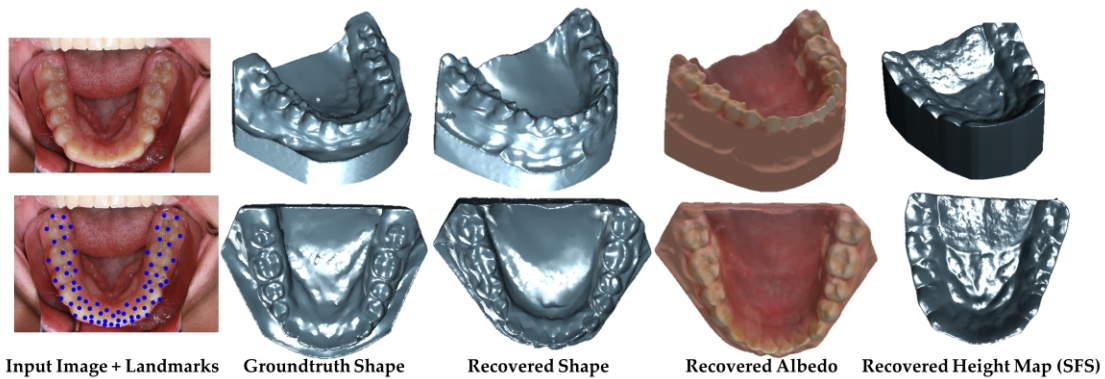 Input Image + Landmarks
Groundtruth Shape
Recovered Shape
Recovered Albedo
Recovered Height Map (SFS)